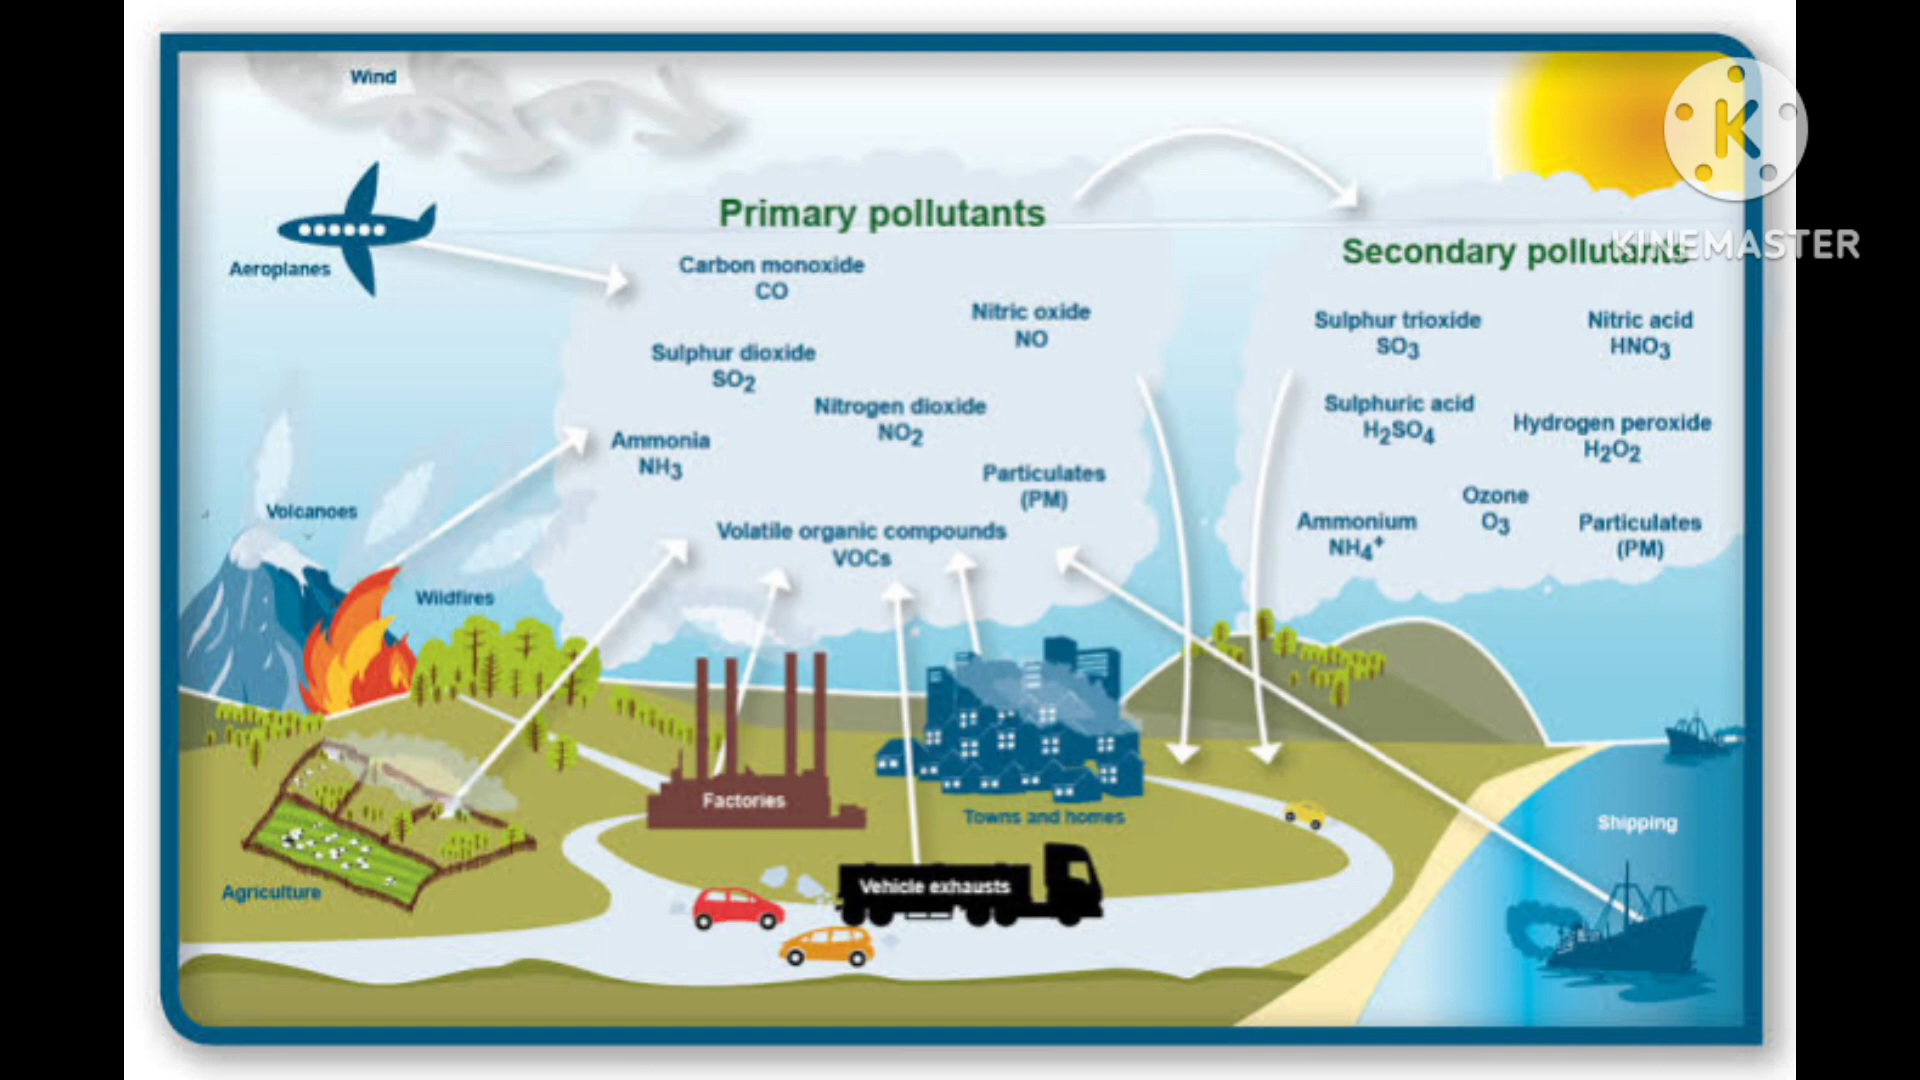 Wind
Aeroplanes
Primary pollutants
Carbon monoxide
CO
Nitric oxide
NO
Sulphur dioxide
SO2
Nitrogen dioxide
NO2
Ammonia
NH3
Particulates
(PM)
Volatile organic compounds
VOCs
K
KINEMASTER
Secondary pollutants
Sulphur trioxide
SO3
Nitric acid
HNO3
Sulphuric acid
H2SO4
Hydrogen peroxide
H2O2
Ozone
O3
Ammonium
NH4+
Particulates
(PM)
Volcanoes
Wildfires
Factories
Towns and homes
Shipping
Vehicle exhausts
Agriculture